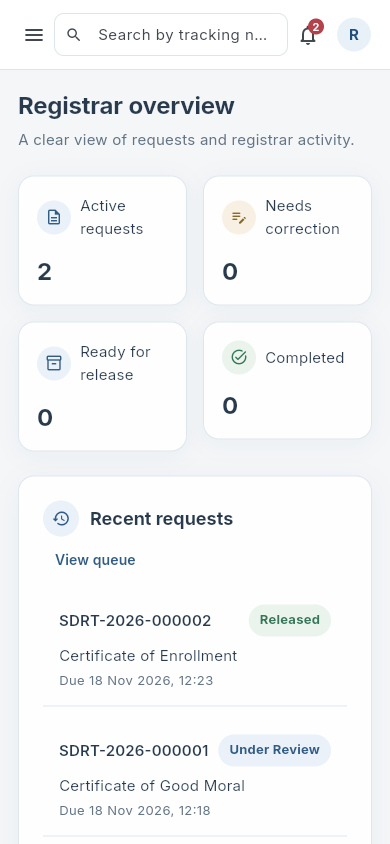 Search by tracking n...
2
R
Registrar overview
A clear view of requests and registrar activity.
Active
requests
2
Needs
correction
0
Ready for
release
0
Completed
0
Recent requests
View queue
SDRT-2026-000002
Released
Certificate of Enrollment
Due 18 Nov 2026, 12:23
SDRT-2026-000001
Under Review
Certificate of Good Moral
Due 18 Nov 2026, 12:18